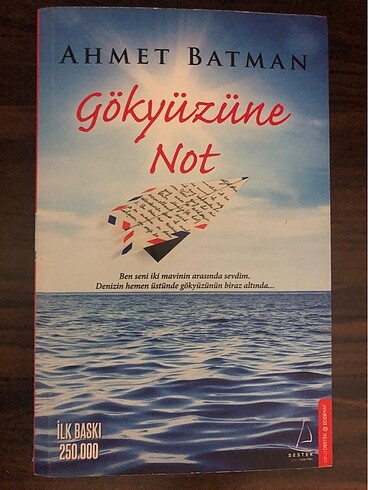 AHMET BATMAN
Gökyüzüne
Not
Ben seni iki mavinin arasında sevdim.
Denizin hemen üstünde gökyüzünün biraz altında...
İLK BASKI
250.000
DESTEK